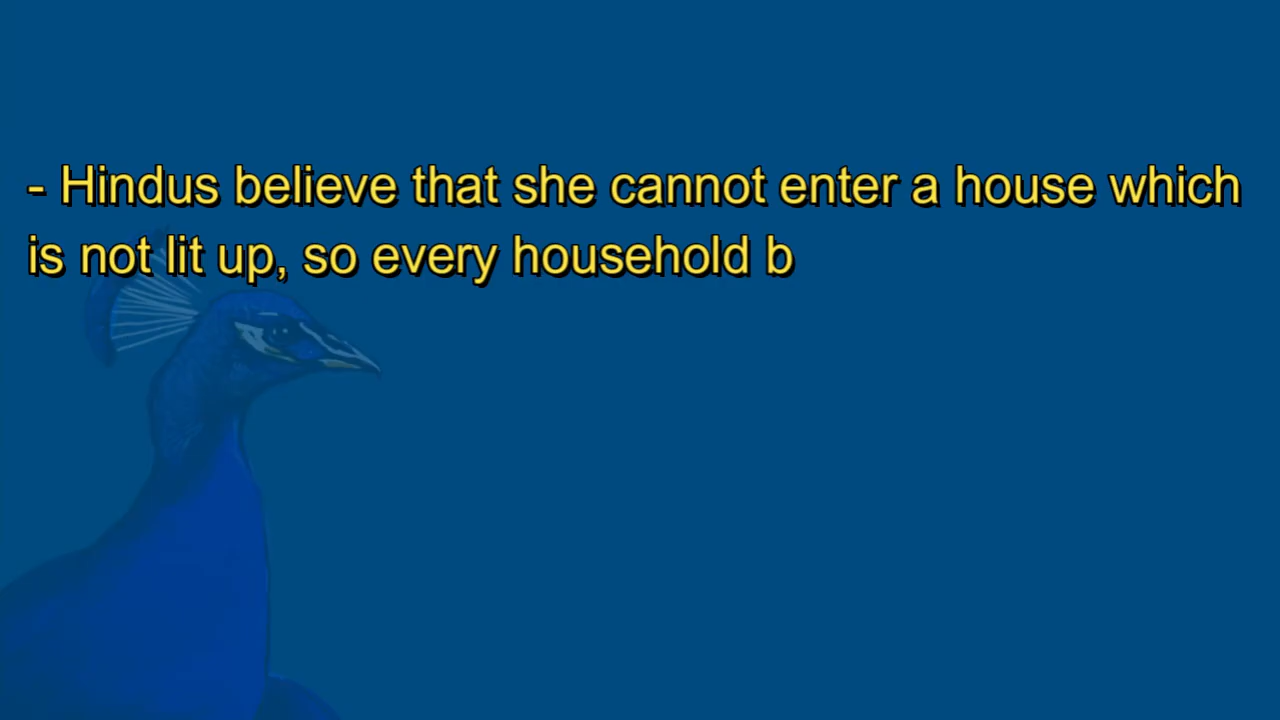 - Hindus believe that she cannot enter a house which
is not lit up, so every household b